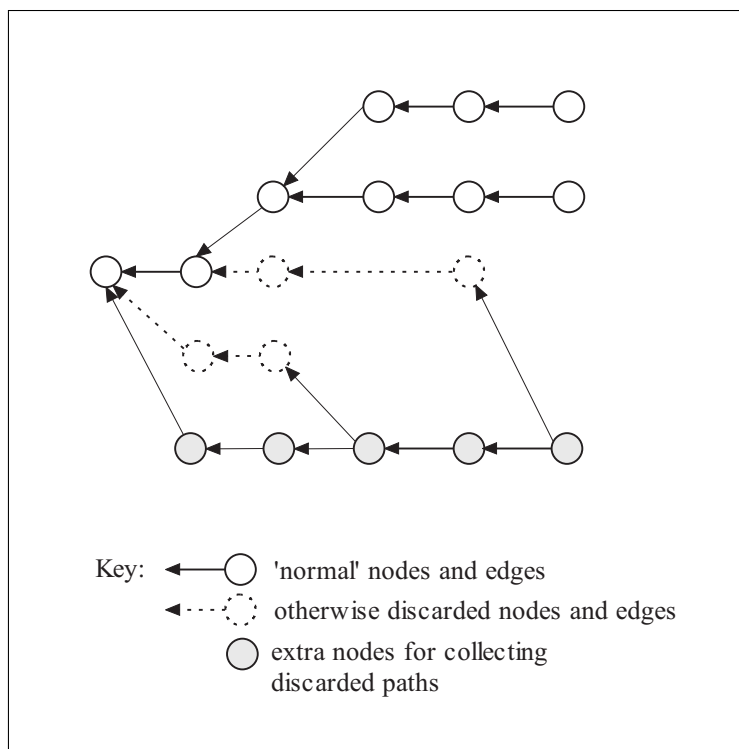 Key:
'normal' nodes and edges
otherwise discarded nodes and edges
extra nodes for collecting
discarded paths